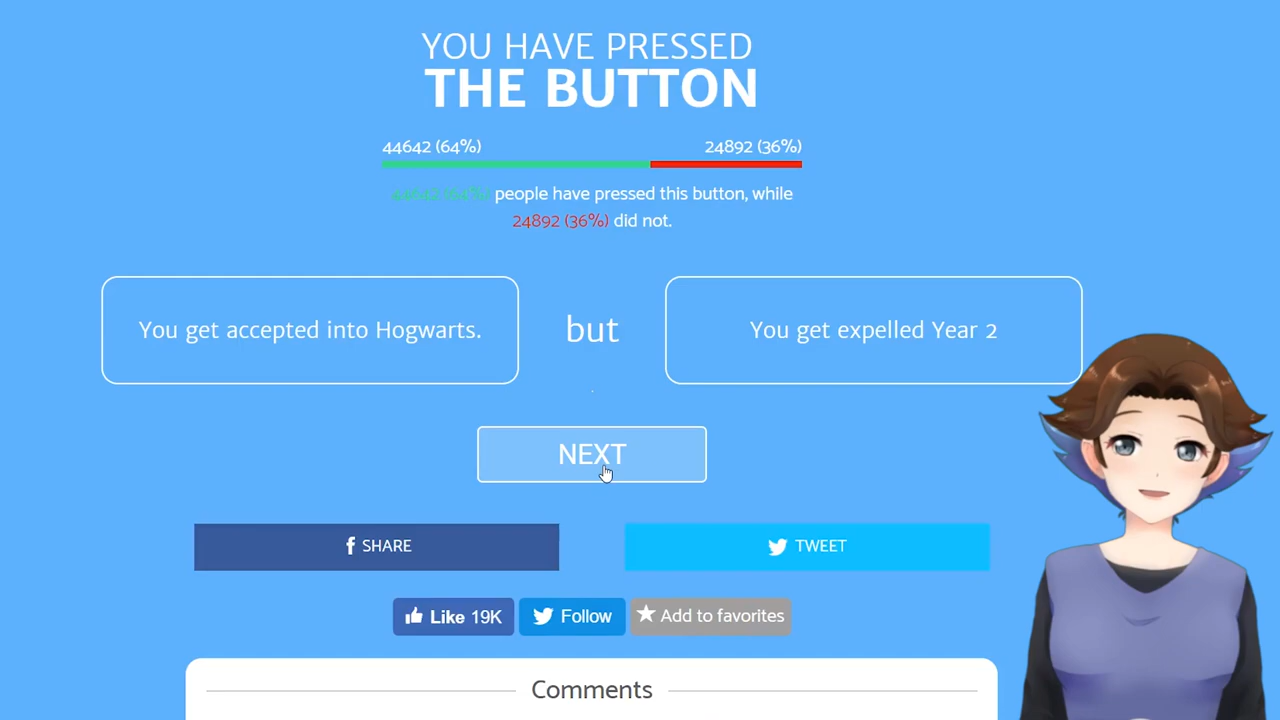 YOU HAVE PRESSED
THE BUTTON
44642 (64%) 24892 (36%)
44642 (64%) people have pressed this button, while
24892 (36%) did not.
You get accepted into Hogwarts.
but
You get expelled Year 2
NEXT
SHARE
TWEET
Like 19K
Follow
Add to favorites
Comments